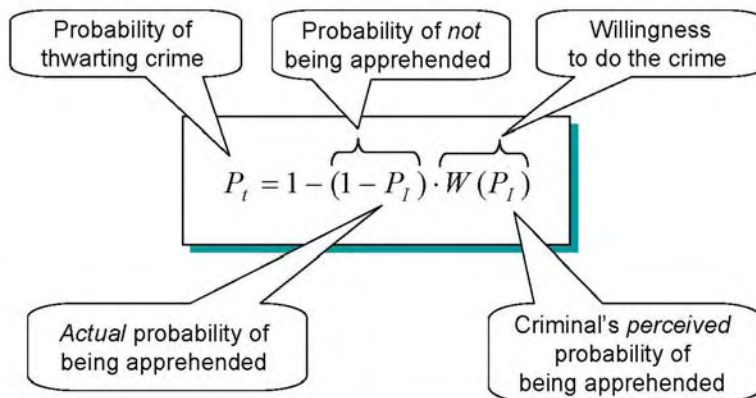 Probability of
thwarting crime
Probability of not
being apprehended
Willingness
to do the crime
P_t = 1 − (1 − P_I) · W(P_I)
Actual probability of
being apprehended
Criminal's perceived
probability of
being apprehended